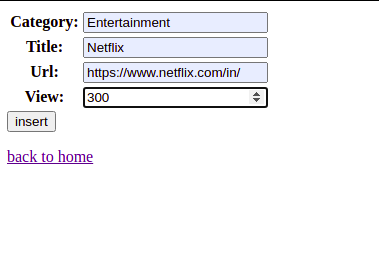 Category: Entertainment
Title: Netflix
Url: https://www.netflix.com/in/
View: 300
insert
back to home